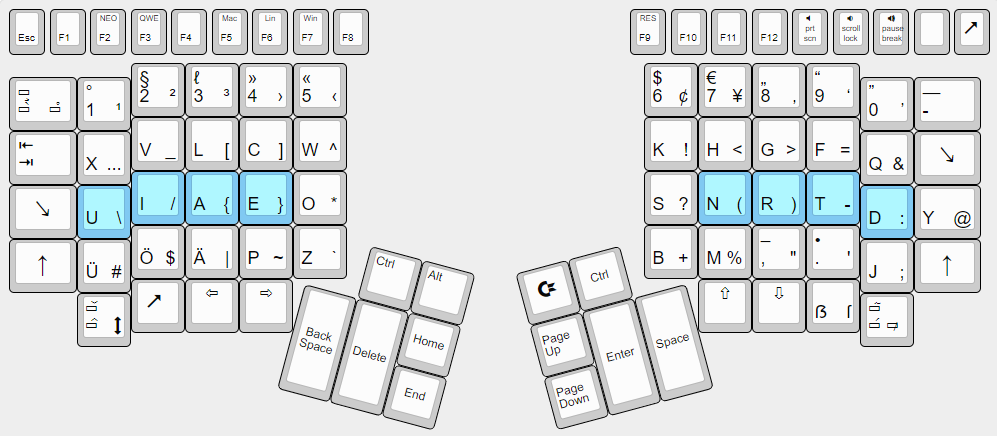 Esc F1 NEO F2 QWE F3 F4 Mac F5 Lin F6 Win F7 F8
RES F9 F10 F11 F12 prt scn scroll lock pause break ↗
° 1 ¹ § 2 ² ℓ 3 ³ » 4 › « 5 ‹
$ 6 ¢ € 7 ¥ „ 8 ‚ “ 9 ‘ ” 0 ’ — -
⇤ ⇥ X ... V _ L [ C ] W ^
K ! H < G > F = Q & ↘
↘ U \ I / A { E } O *
S ? N ( R ) T - D : Y @
↑ Ü # Ö $ Ä | P ~ Z `
B + M % – , " • . ' J ; ↑
↗ ⇦ ⇨
⇧ ⇩ ß ſ
Ctrl Alt
Back Space Delete Home
End
Ctrl
Page Up Enter Space
Page Down